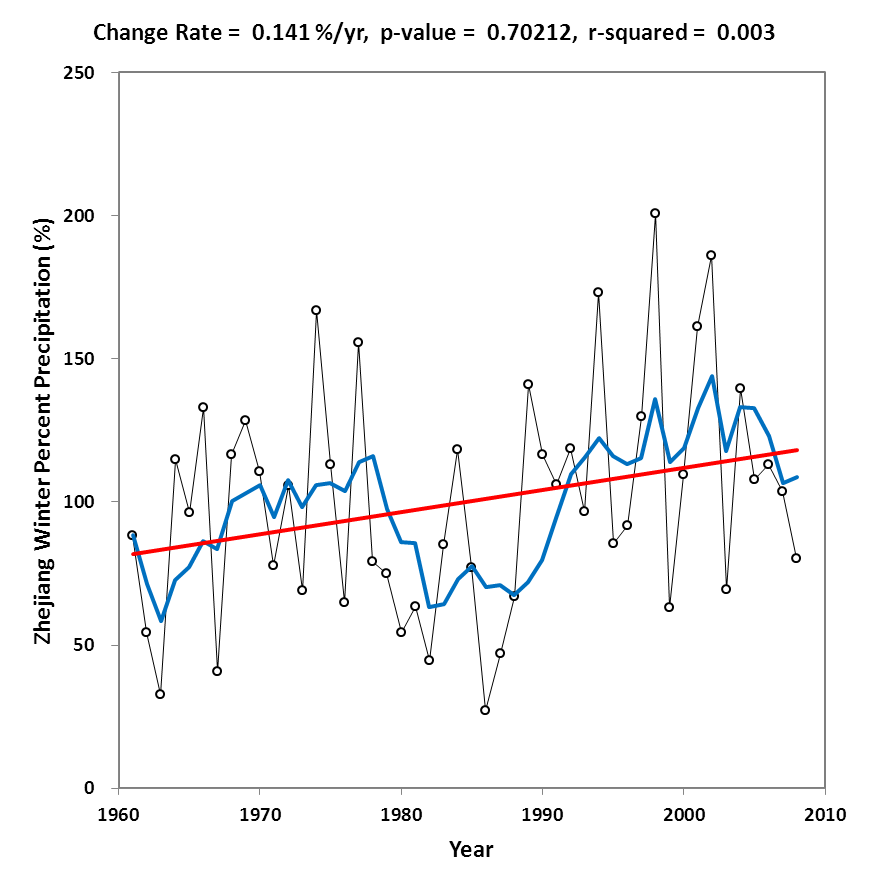 Change Rate = 0.141 %/yr, p-value = 0.70212, r-squared = 0.003
250
200
150
100
50
0
Zhejiang Winter Percent Precipitation (%)
1960 1970 1980 1990 2000 2010
Year